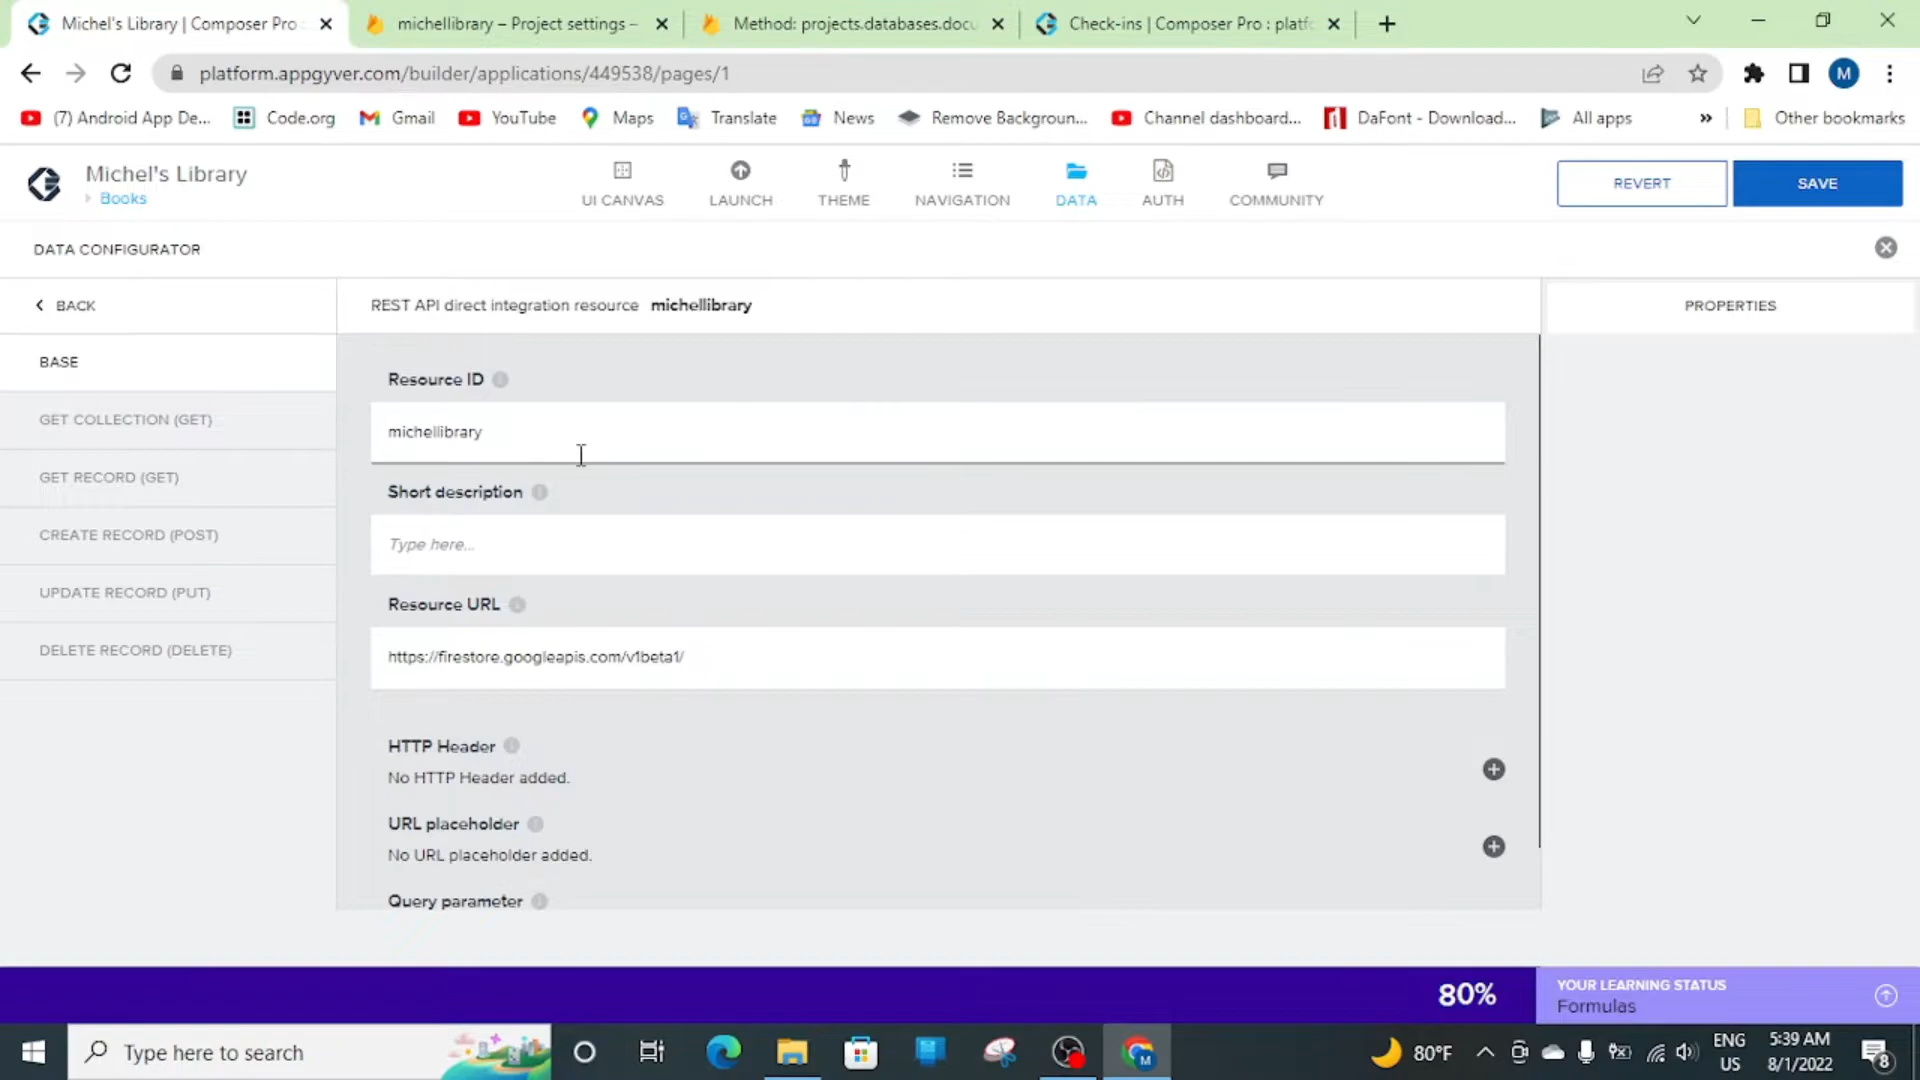 Michel's Library | Composer Pro
michellibrary – Project settings –
Method: projects.databases.docu
Check-ins | Composer Pro : platfo
platform.appgyver.com/builder/applications/449538/pages/1
M
(7) Android App De...
Code.org
Gmail
YouTube
Maps
Translate
News
Remove Backgroun...
Channel dashboard...
DaFont - Download...
All apps
»
Other bookmarks
Michel's Library
Books
UI CANVAS
LAUNCH
THEME
NAVIGATION
DATA
AUTH
COMMUNITY
REVERT
SAVE
DATA CONFIGURATOR
BACK
REST API direct integration resource michellibrary
PROPERTIES
BASE
GET COLLECTION (GET)
GET RECORD (GET)
CREATE RECORD (POST)
UPDATE RECORD (PUT)
DELETE RECORD (DELETE)
Resource ID
michellibrary
Short description
Type here...
Resource URL
https://firestore.googleapis.com/v1beta1/
HTTP Header
No HTTP Header added.
URL placeholder
No URL placeholder added.
Query parameter
80%
YOUR LEARNING STATUS
Formulas
Type here to search
M
80°F
ENG
US
5:39 AM
8/1/2022
8